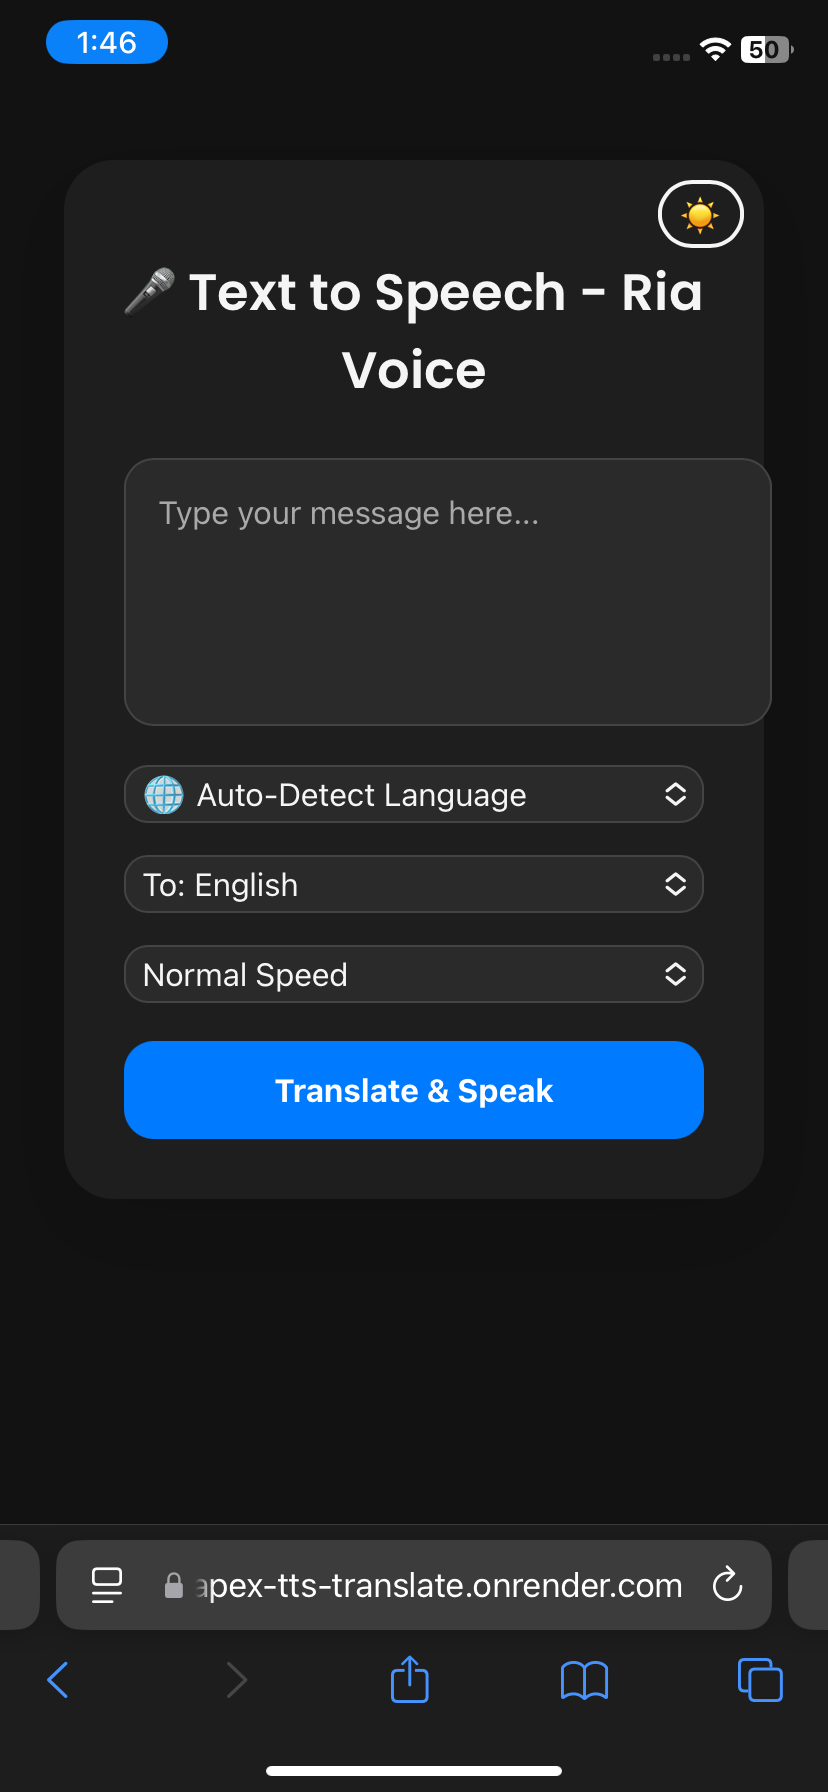 1:46
50
Text to Speech - Ria
Voice
Type your message here...
Auto-Detect Language
To: English
Normal Speed
Translate & Speak
apex-tts-translate.onrender.com